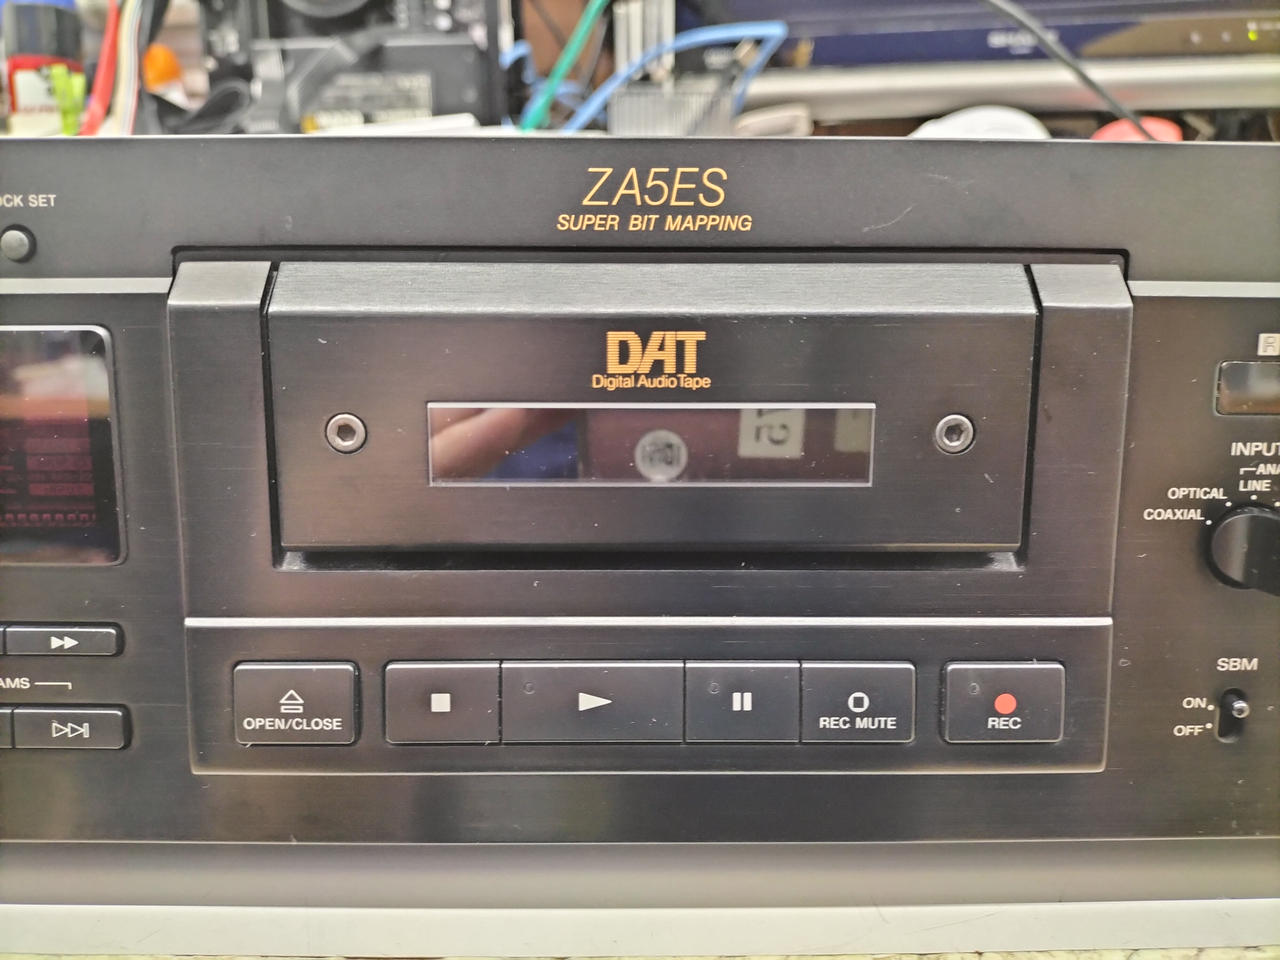 ZA5ES
SUPER BIT MAPPING
OCK SET
DAT
Digital Audio Tape
INPUT
ANA
LINE
OPTICAL
COAXIAL
AMS
SBM
ON
OFF
OPEN/CLOSE
REC MUTE
REC